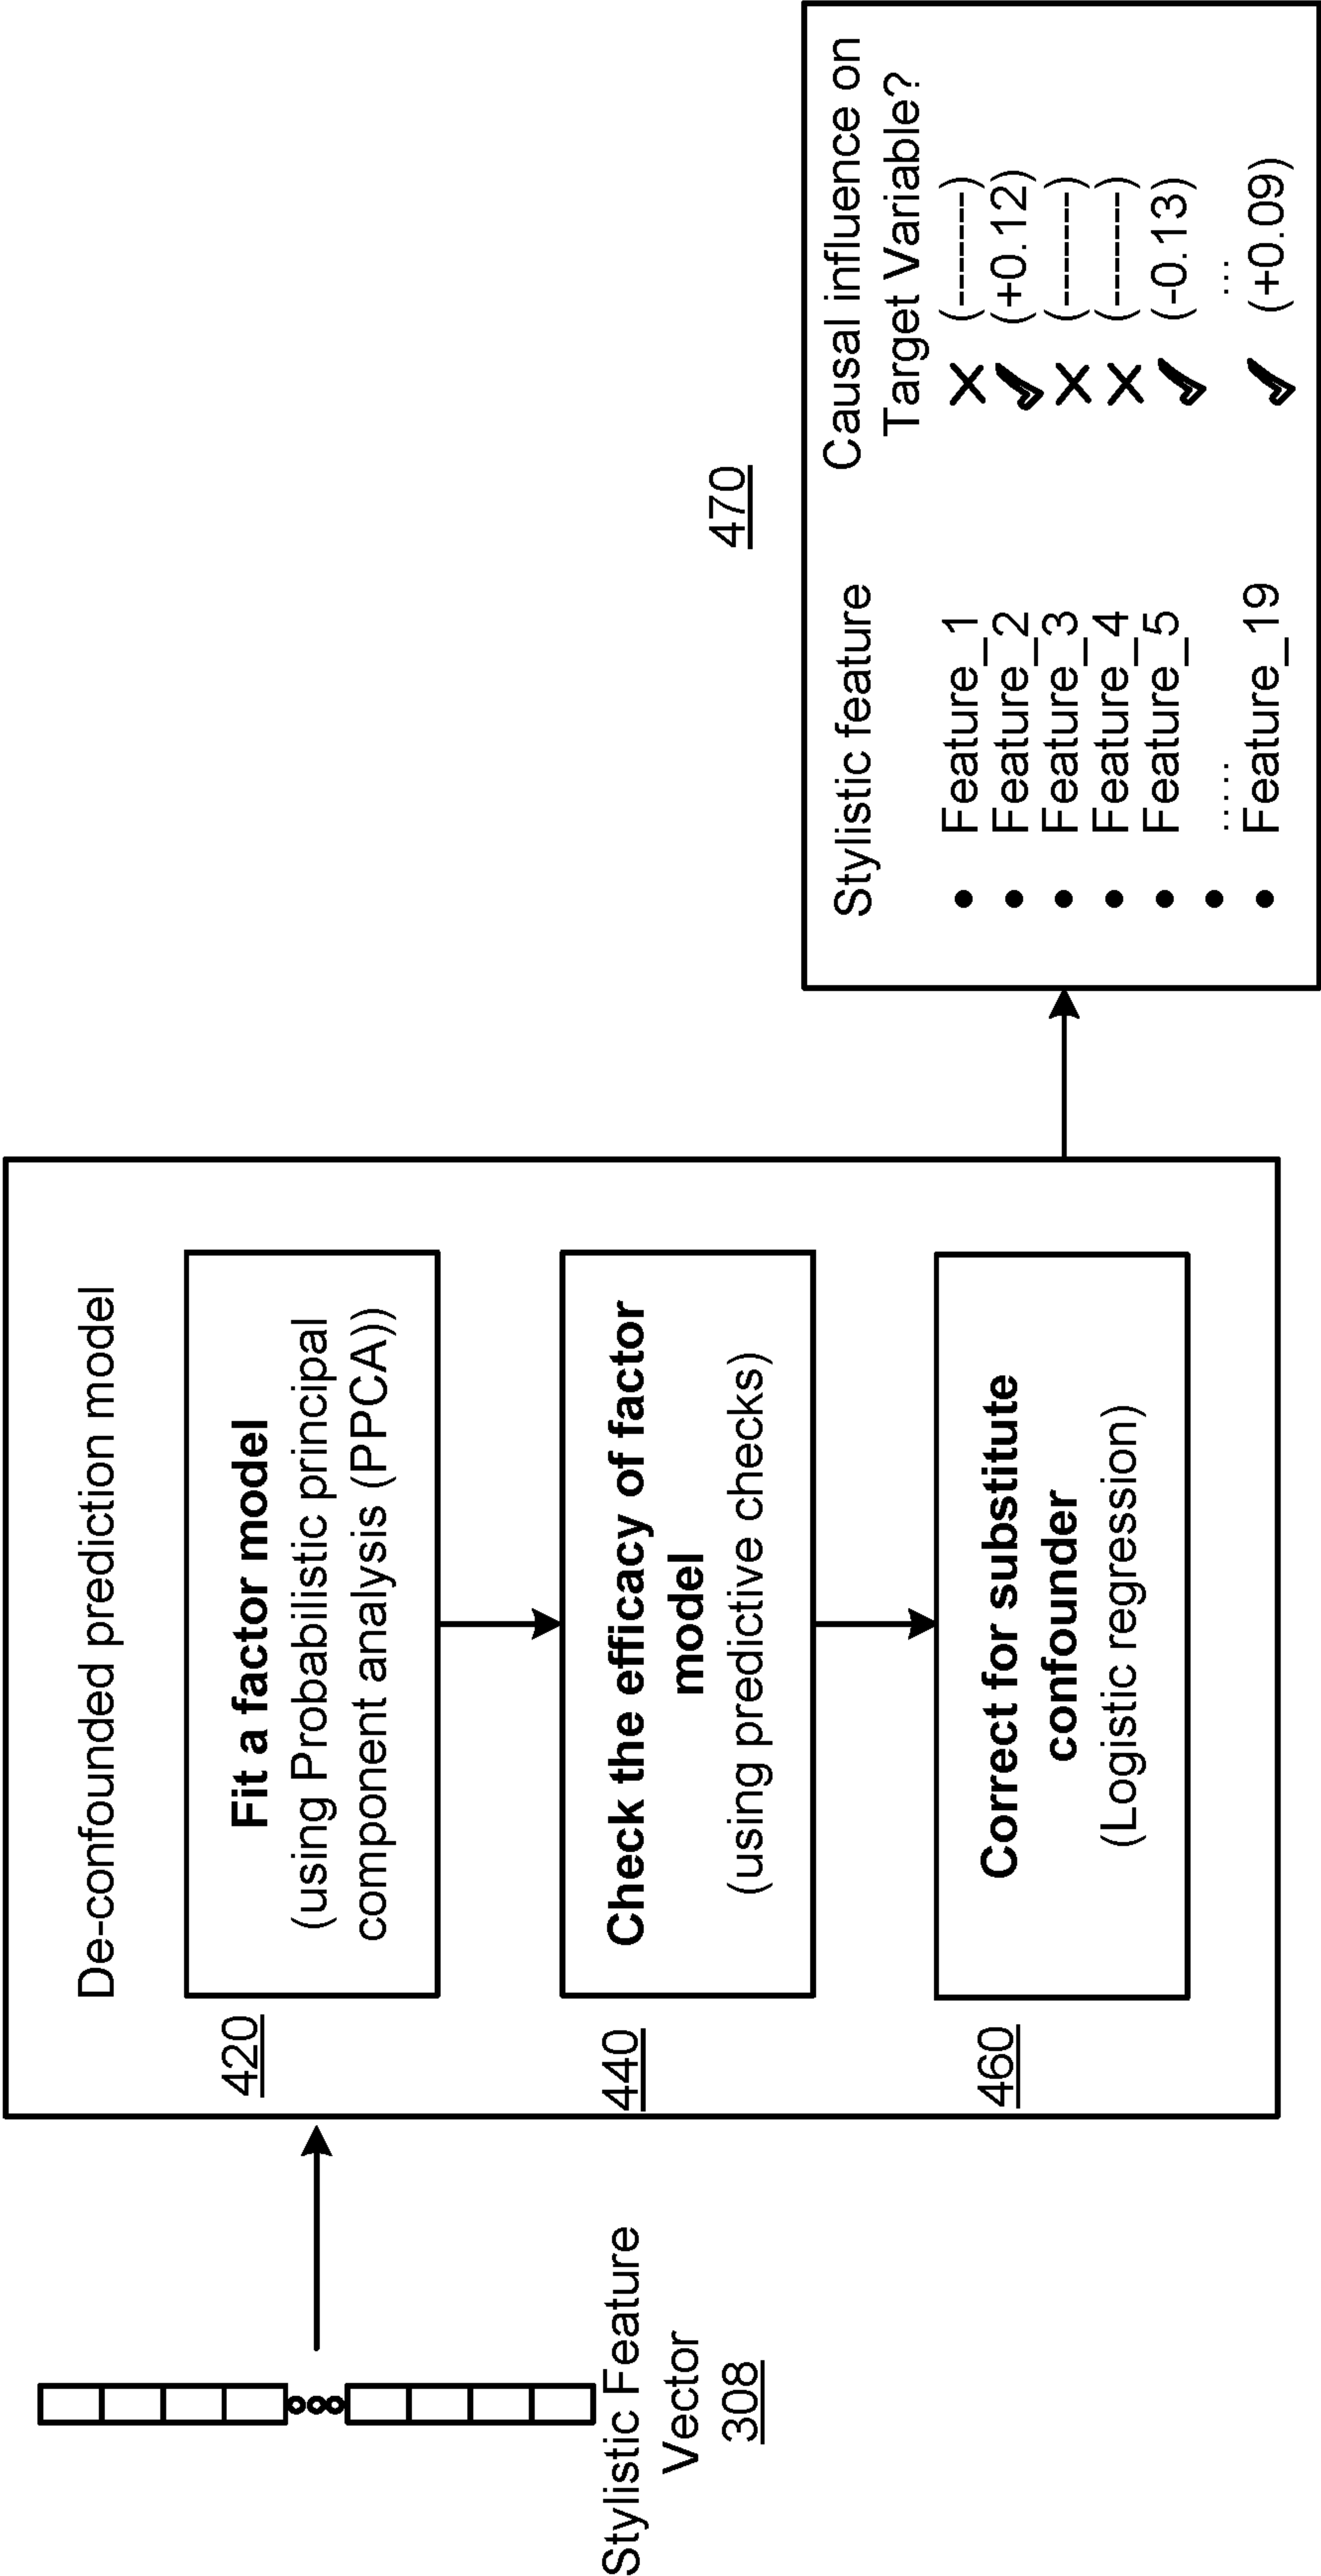 Stylistic Feature
Vector
308
De-confounded prediction model
420
Fit a factor model
(using Probabilistic principal
component analysis (PPCA))
440
Check the efficacy of factor
model
(using predictive checks)
460
Correct for substitute
confounder
(Logistic regression)
470
Stylistic feature Causal influence on
Target Variable?
• Feature_1 X (--------)
• Feature_2 ✓ (+0.12)
• Feature_3 X (--------)
• Feature_4 X (--------)
• Feature_5 ✓ (-0.13)
• ..... ...
• Feature_19 ✓ (+0.09)